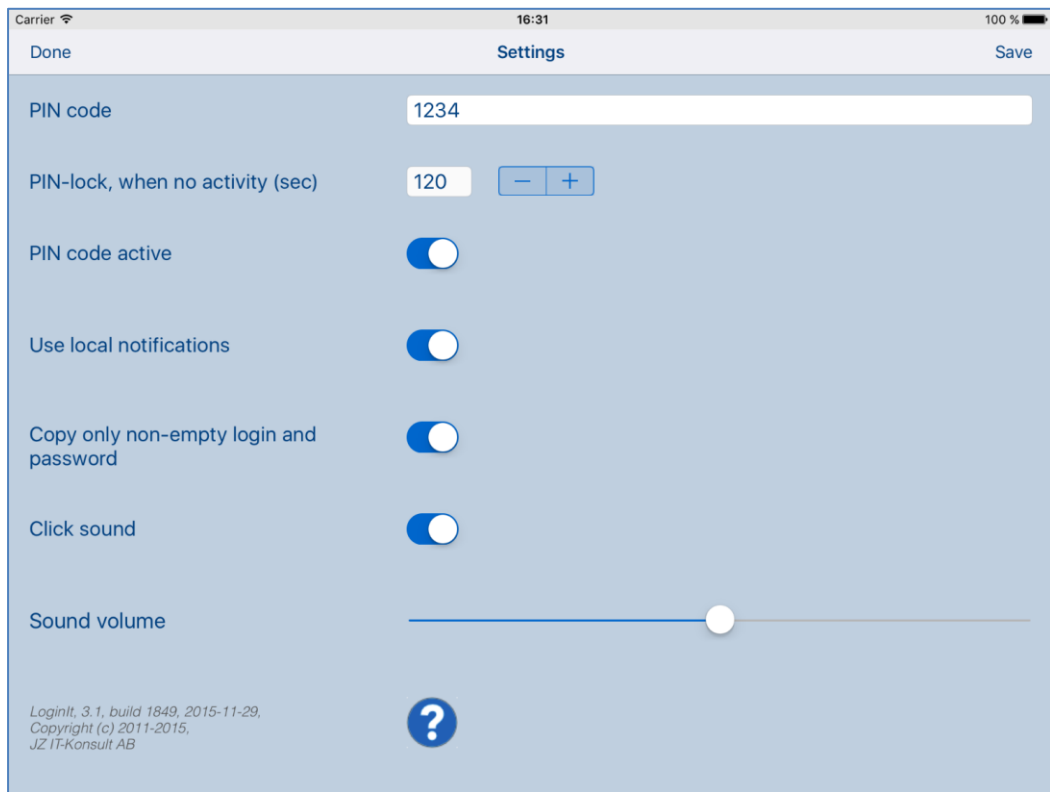 Carrier 16:31 100 %
Done Settings Save
PIN code 1234
PIN-lock, when no activity (sec) 120 − +
PIN code active
Use local notifications
Copy only non-empty login and
password
Click sound
Sound volume
LoginIt, 3.1, build 1849, 2015-11-29,
Copyright (c) 2011-2015,
JZ IT-Konsult AB
?